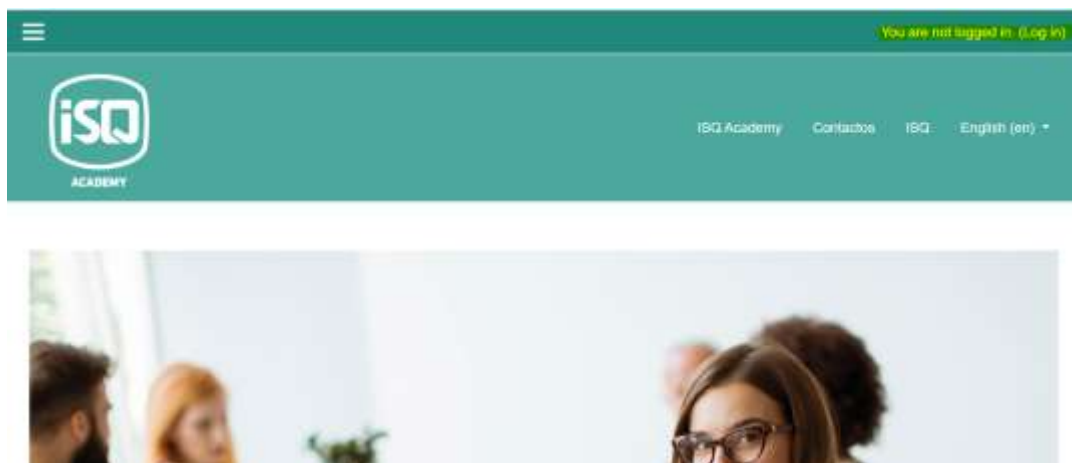 You are not logged in. (Log in)
iSQ
ACADEMY
ISQ Academy Contactos ISQ English (en)